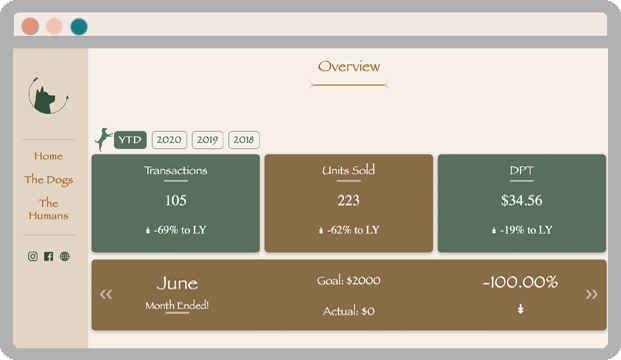 Overview
Home
The Dogs
The
Humans
YTD 2020 2019 2018
Transactions
105
-69% to LY
Units Sold
223
-62% to LY
DPT
$34.56
-19% to LY
«
June
Month Ended!
Goal: $2000
Actual: $0
-100.00%
»